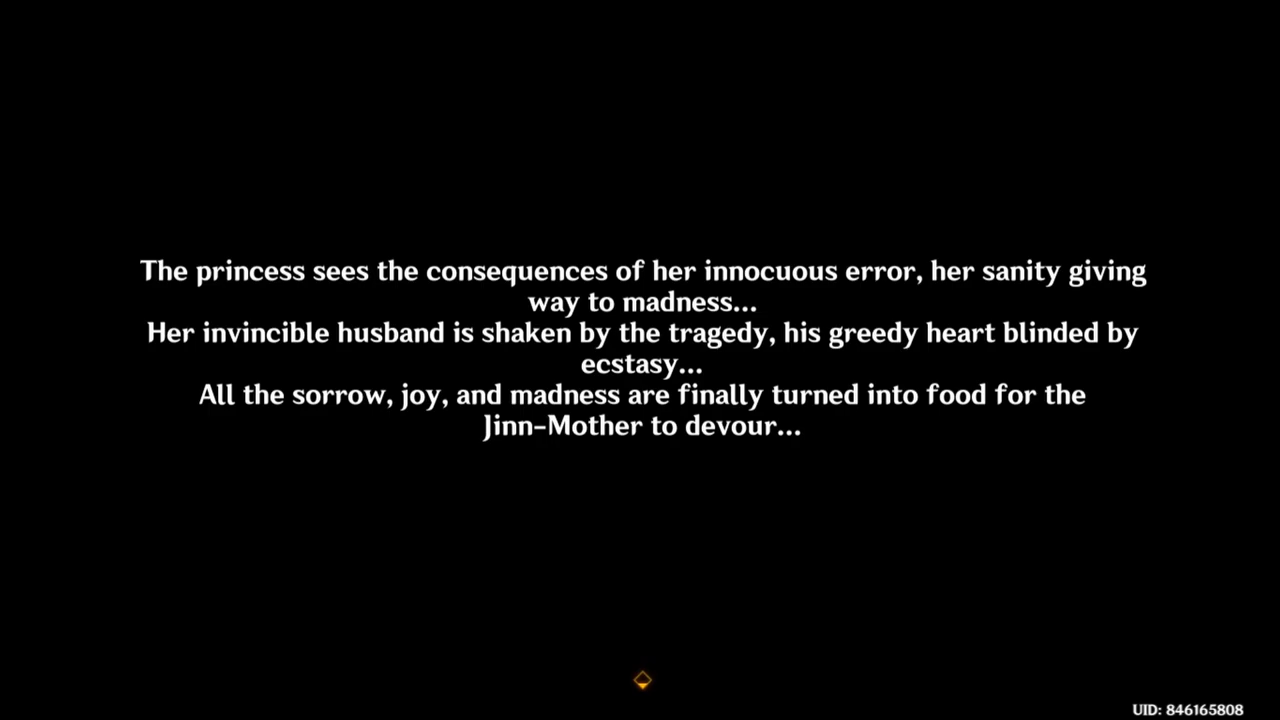 The princess sees the consequences of her innocuous error, her sanity giving
way to madness...
Her invincible husband is shaken by the tragedy, his greedy heart blinded by
ecstasy...
All the sorrow, joy, and madness are finally turned into food for the
Jinn-Mother to devour...
UID: 846165808